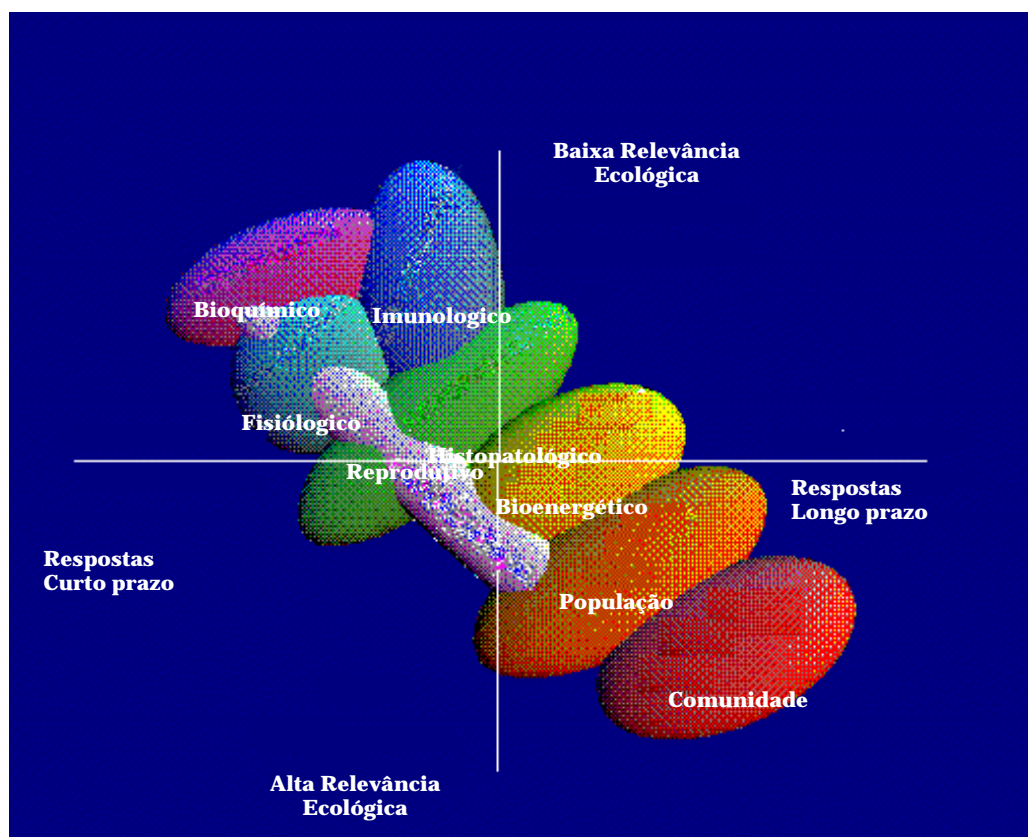 Baixa Relevância
Ecológica
Bioquímico
Imunologico
Fisiólogico
Histopatológico
Reprodutivo
Bioenergético
Respostas
Longo prazo
Respostas
Curto prazo
População
Comunidade
Alta Relevância
Ecológica